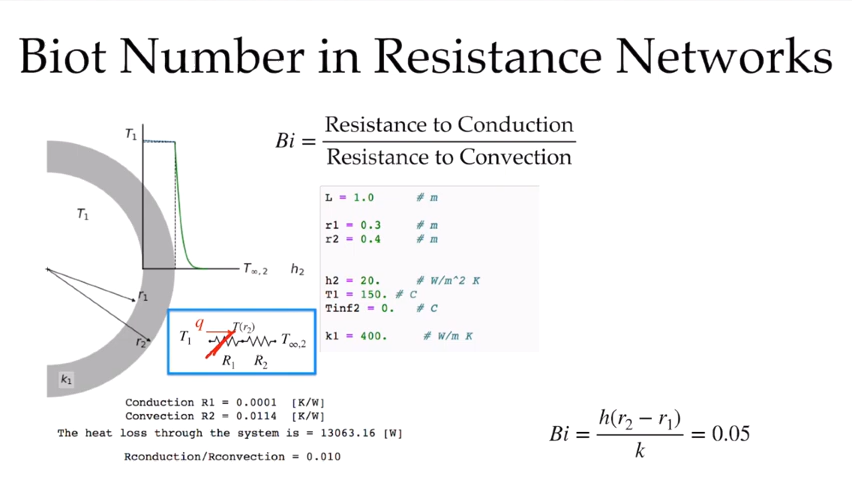 Biot Number in Resistance Networks
T₁
Bi = Resistance to Conduction / Resistance to Convection
T₁
T∞,2 h₂
r₁
r₂
k₁
L = 1.0 # m
r1 = 0.3 # m
r2 = 0.4 # m
h2 = 20. # W/m^2 K
T1 = 150. # C
Tinf2 = 0. # C
k1 = 400. # W/m K
q
T(r₂)
T₁ T∞,2
R₁ R₂
Conduction R1 = 0.0001 [K/W]
Convection R2 = 0.0114 [K/W]
The heat loss through the system is = 13063.16 [W]
Rconduction/Rconvection = 0.010
Bi = h(r₂ − r₁) / k = 0.05